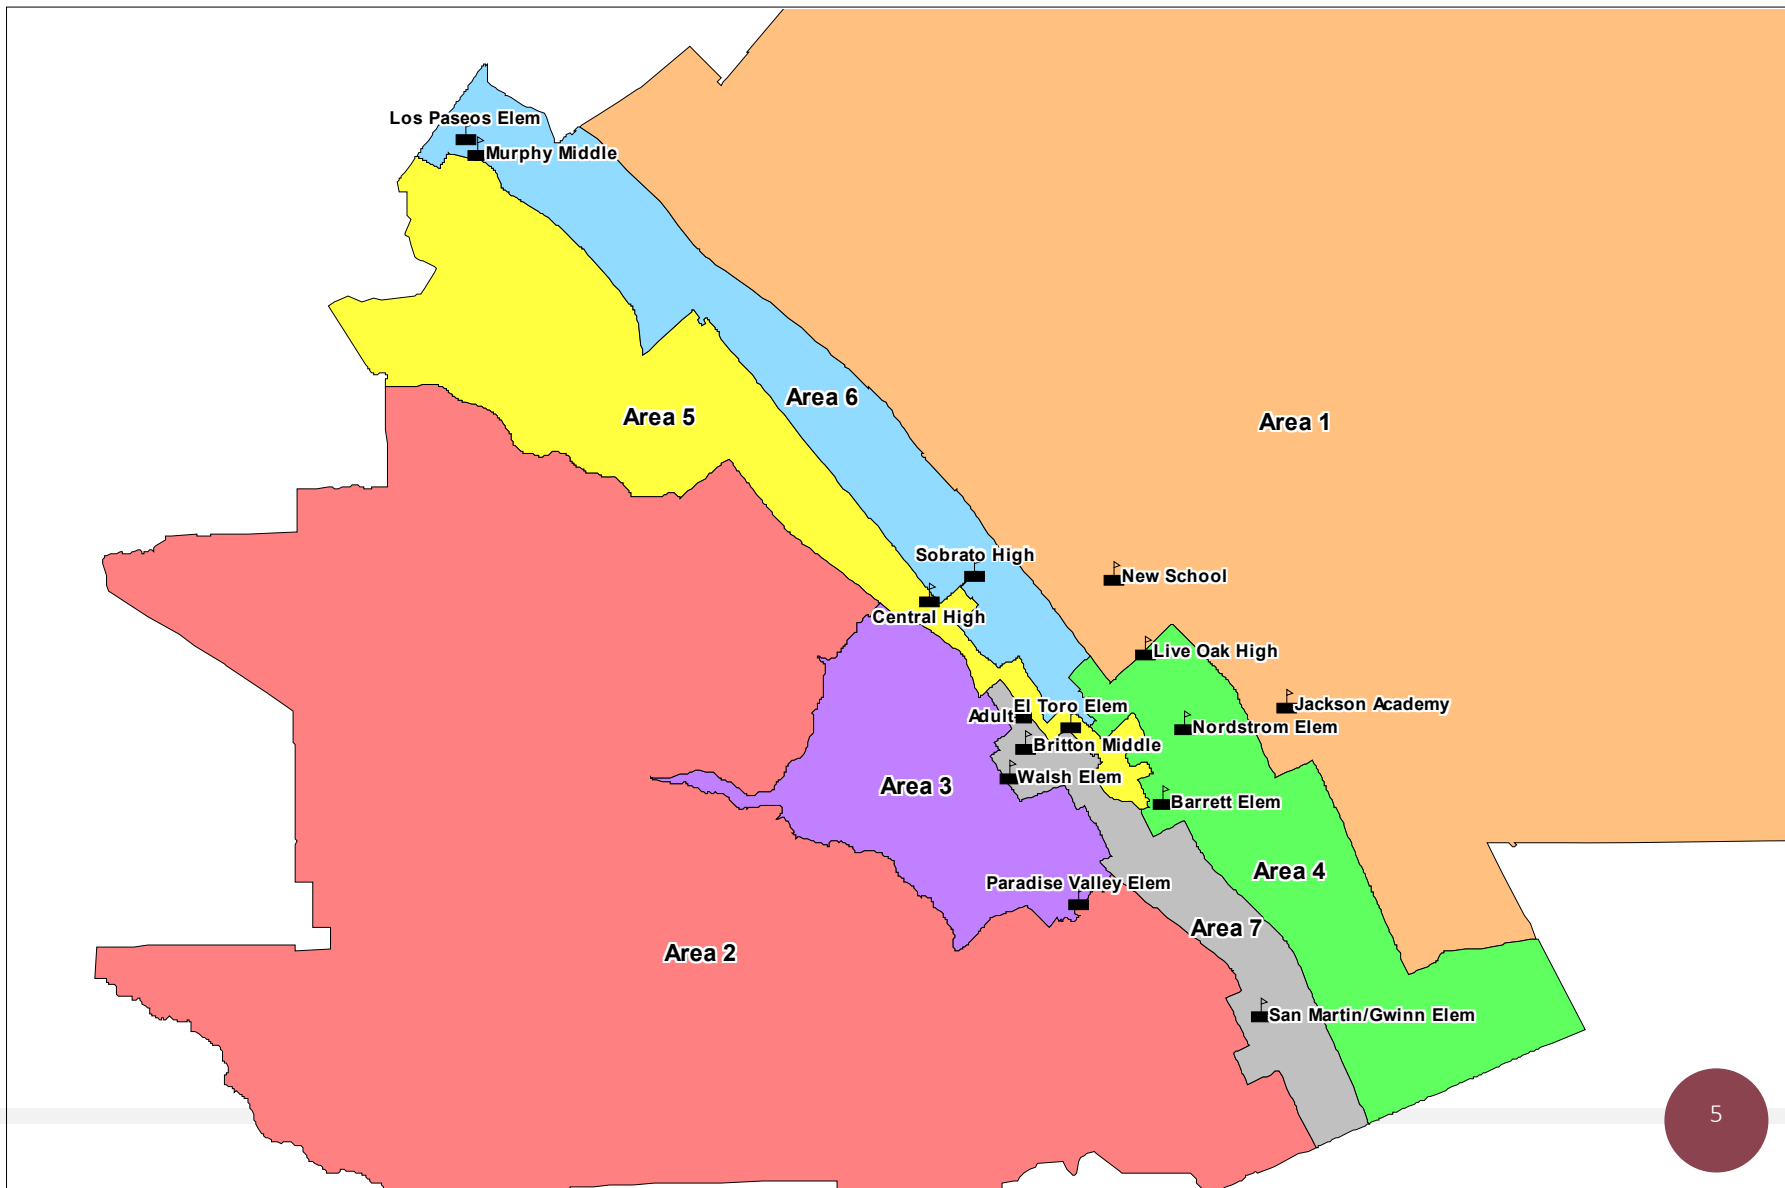 Los Paseos Elem
Murphy Middle
Area 6
Area 5
Area 1
Sobrato High
New School
Central High
Live Oak High
Jackson Academy
El Toro Elem
Adult
Nordstrom Elem
Britton Middle
Walsh Elem
Area 3
Barrett Elem
Area 4
Paradise Valley Elem
Area 7
Area 2
San Martin/Gwinn Elem
5